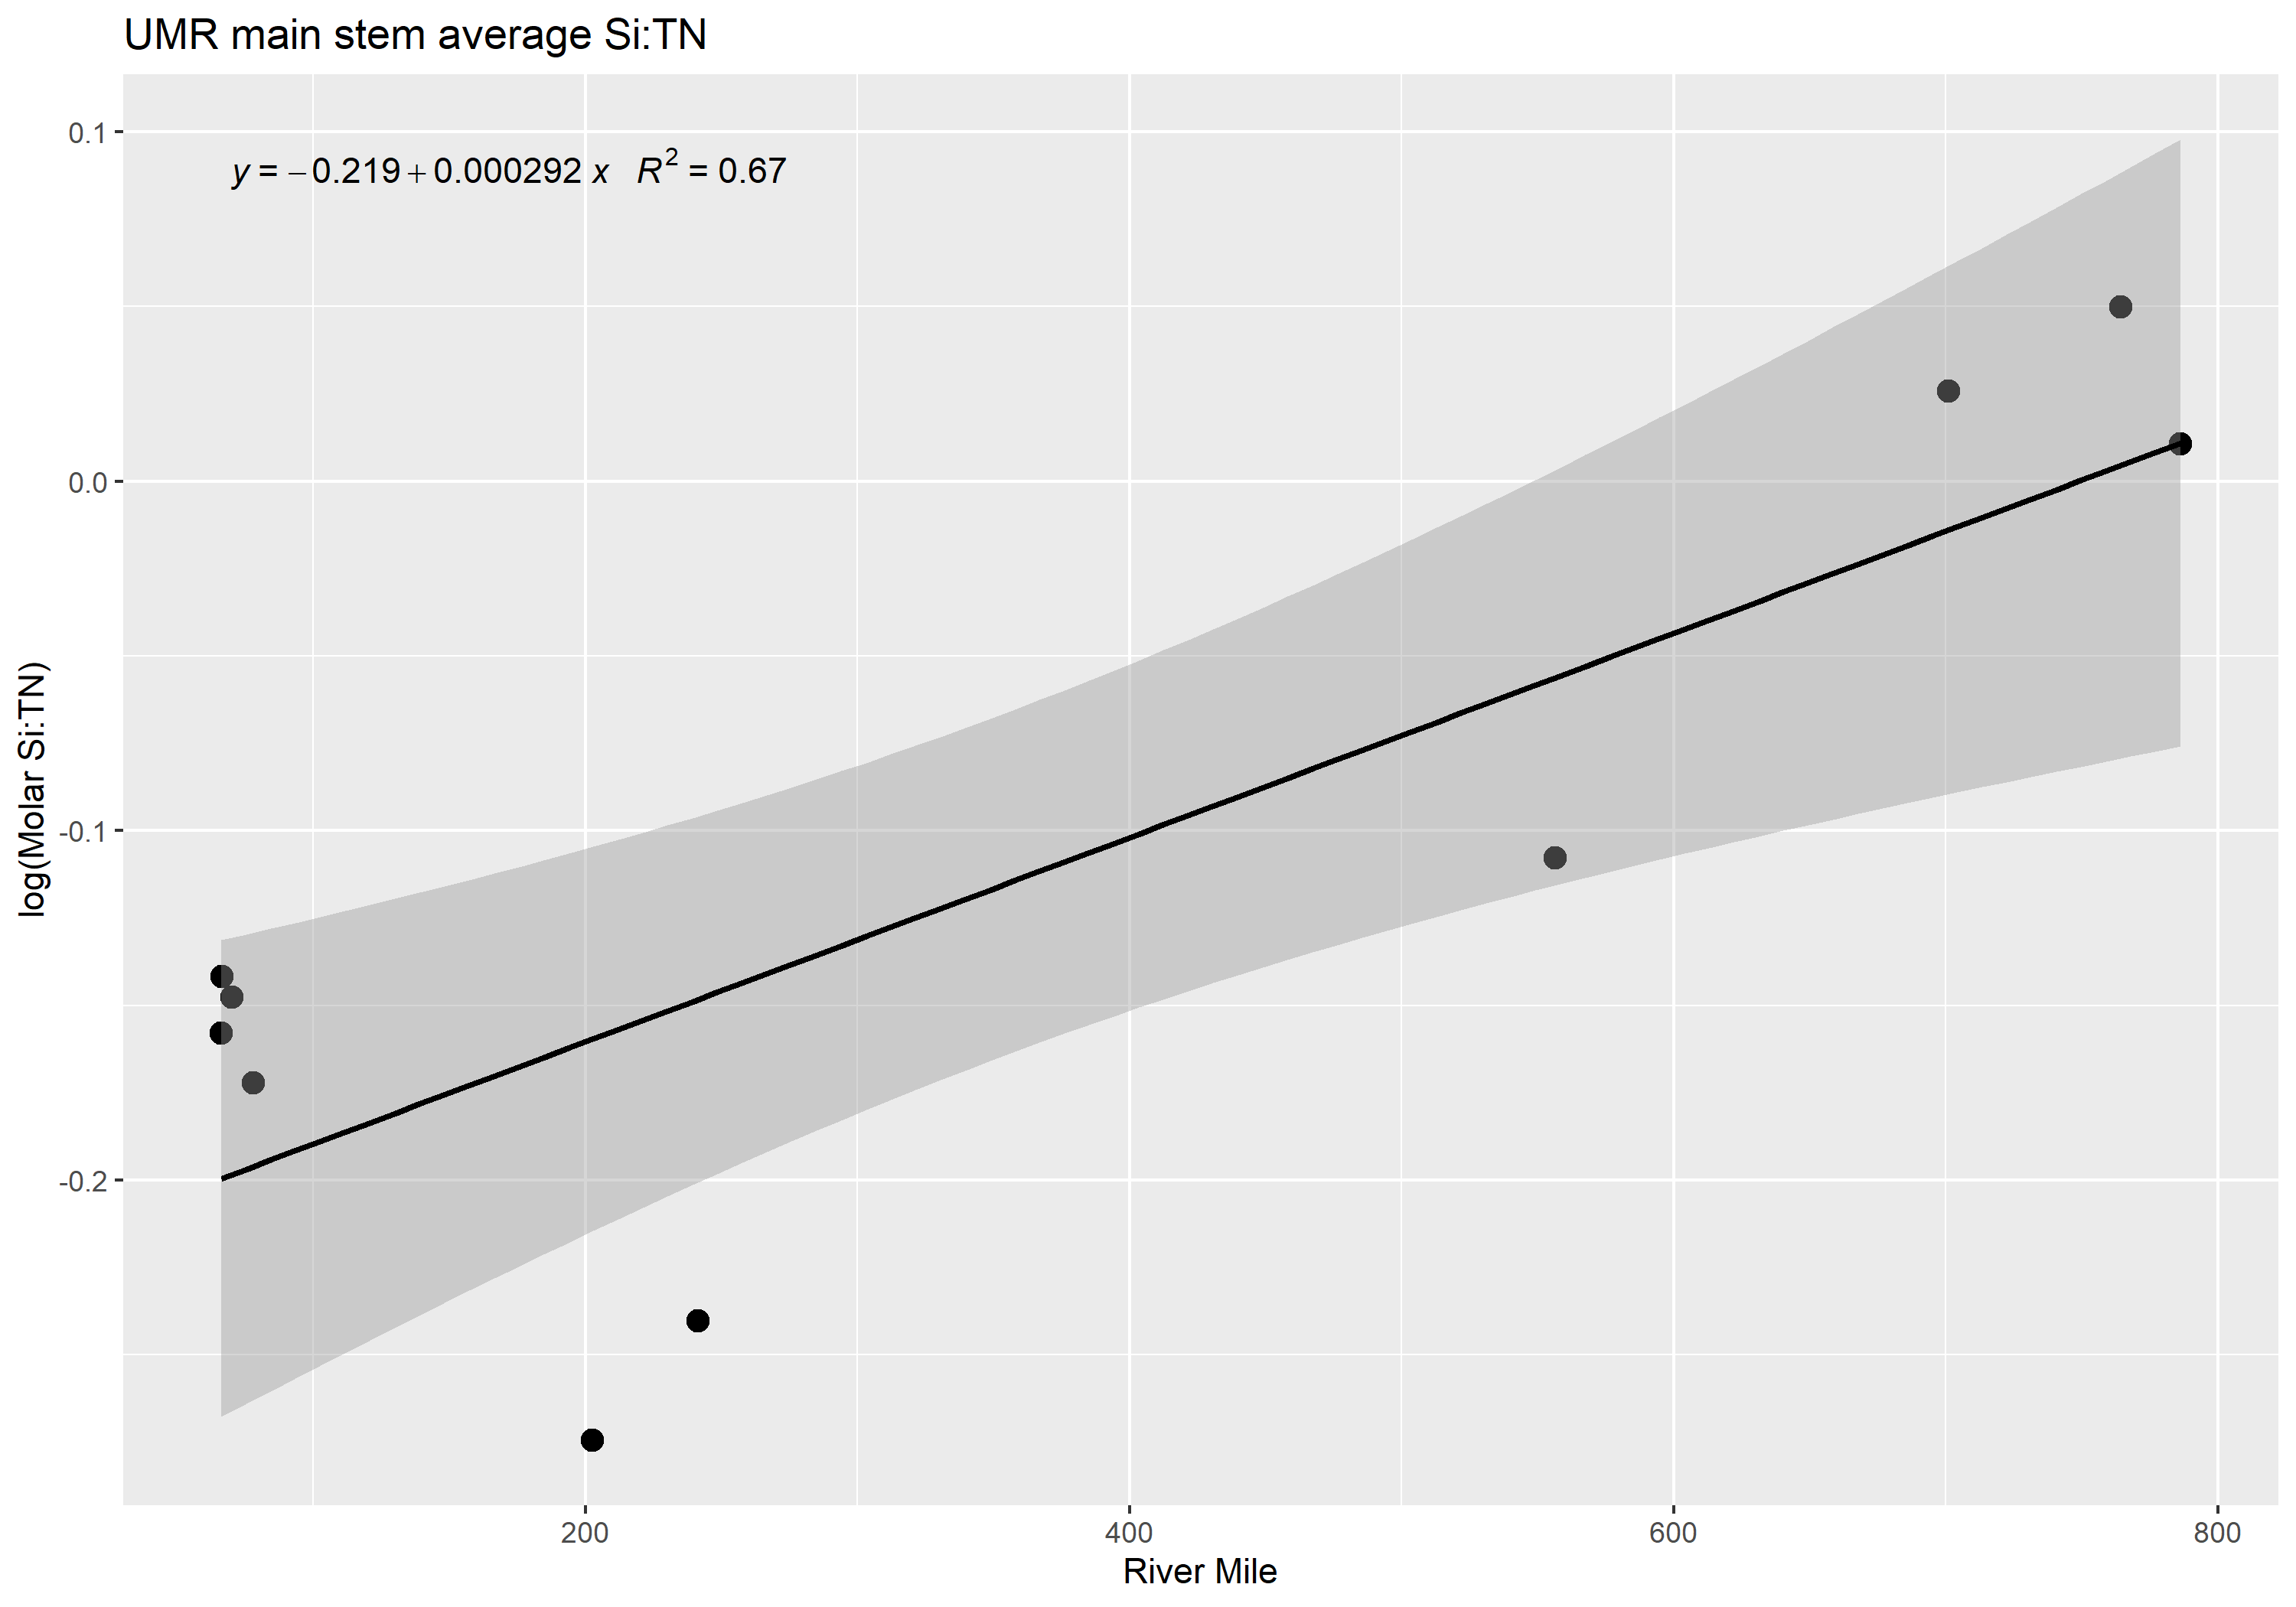 UMR main stem average Si:TN
y = −0.219+0.000292 x R² = 0.67
0.1
0.0
-0.1
-0.2
log(Molar Si:TN)
200 400 600 800
River Mile